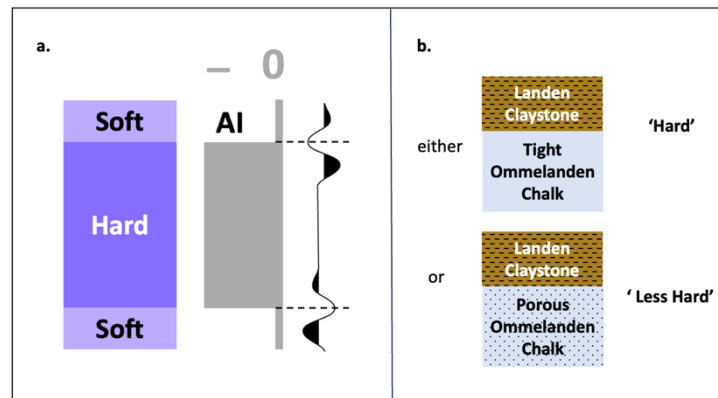 a.
– 0
Soft
AI
Hard
Soft
b.
either
Landen
Claystone
Tight
Ommelanden
Chalk
‘Hard’
or
Landen
Claystone
Porous
Ommelanden
Chalk
‘ Less Hard’